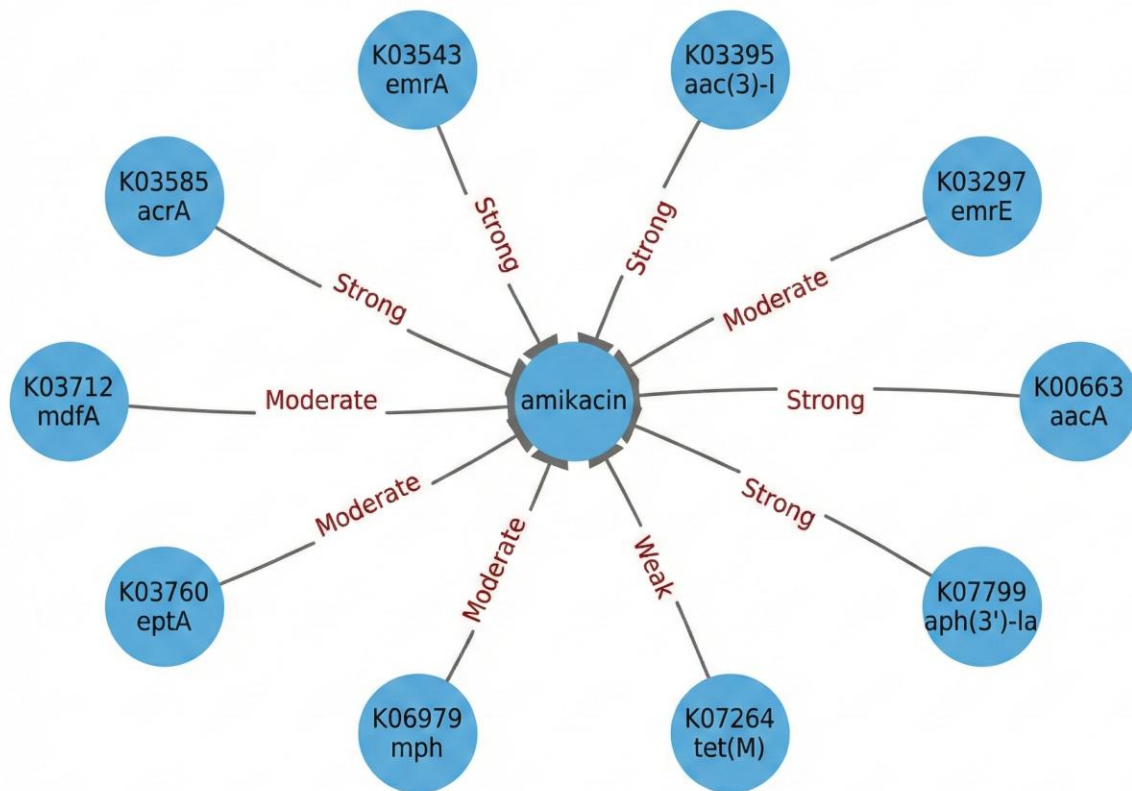 K03543
emrA
K03395
aac(3)-I
K03585
acrA
K03297
emrE
Strong
Strong
Strong
Moderate
K03712
mdfA
Moderate
amikacin
Strong
K00663
aacA
Moderate
Moderate
Weak
Strong
K03760
eptA
K07799
aph(3')-Ia
K06979
mph
K07264
tet(M)